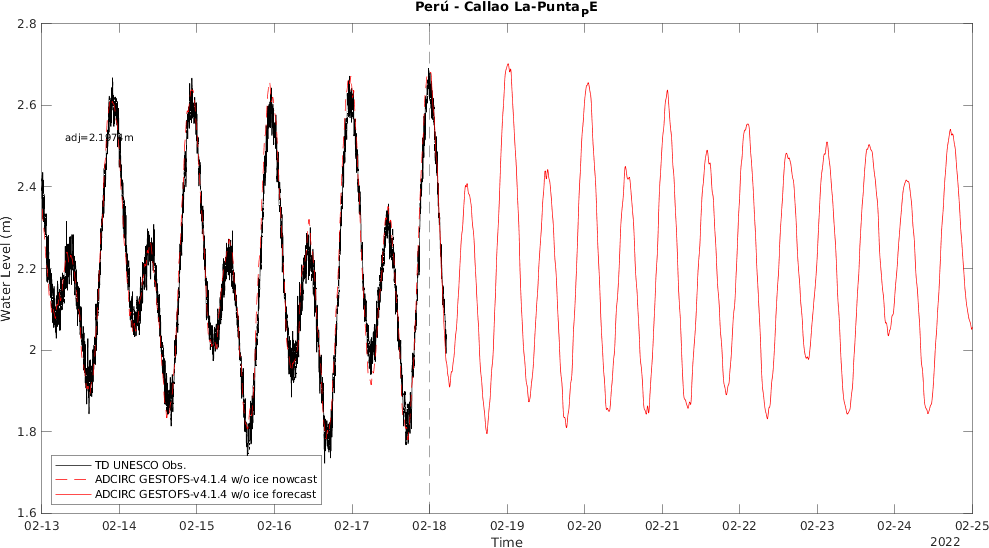 Perú - Callao La-PuntaPE
2.8
2.6
adj=2.1974m
2.4
2.2
Water Level (m)
2
1.8
TD UNESCO Obs.
ADCIRC GESTOFS-v4.1.4 w/o ice nowcast
ADCIRC GESTOFS-v4.1.4 w/o ice forecast
1.6
02-13 02-14 02-15 02-16 02-17 02-18 02-19 02-20 02-21 02-22 02-23 02-24 02-25
Time
2022